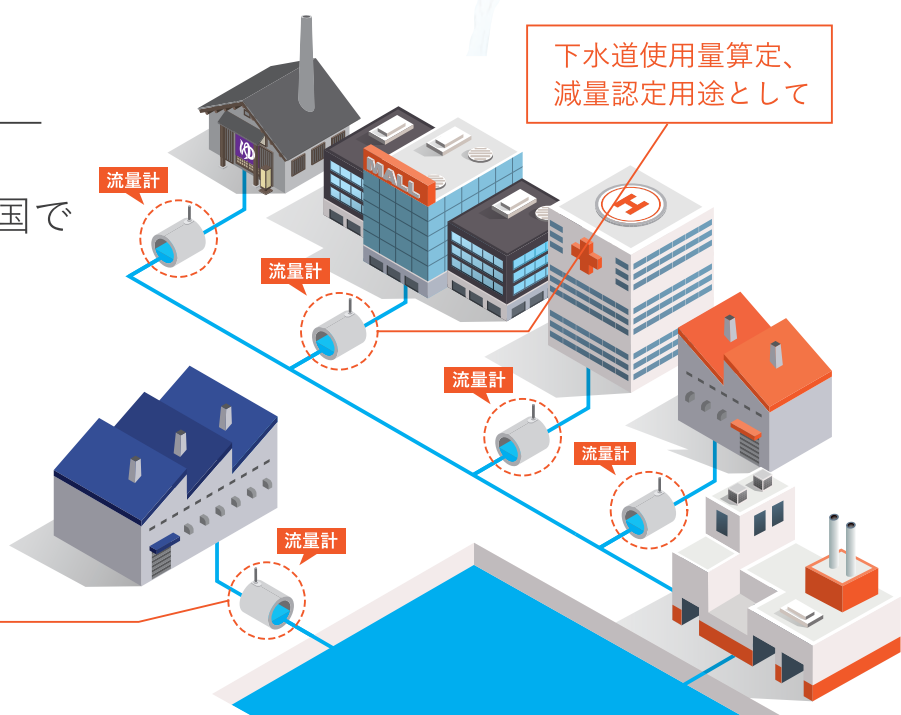 下水道使用量算定、
減量認定用途として
国で
ゆ
流量計
MALL
流量計
H
流量計
流量計
流量計